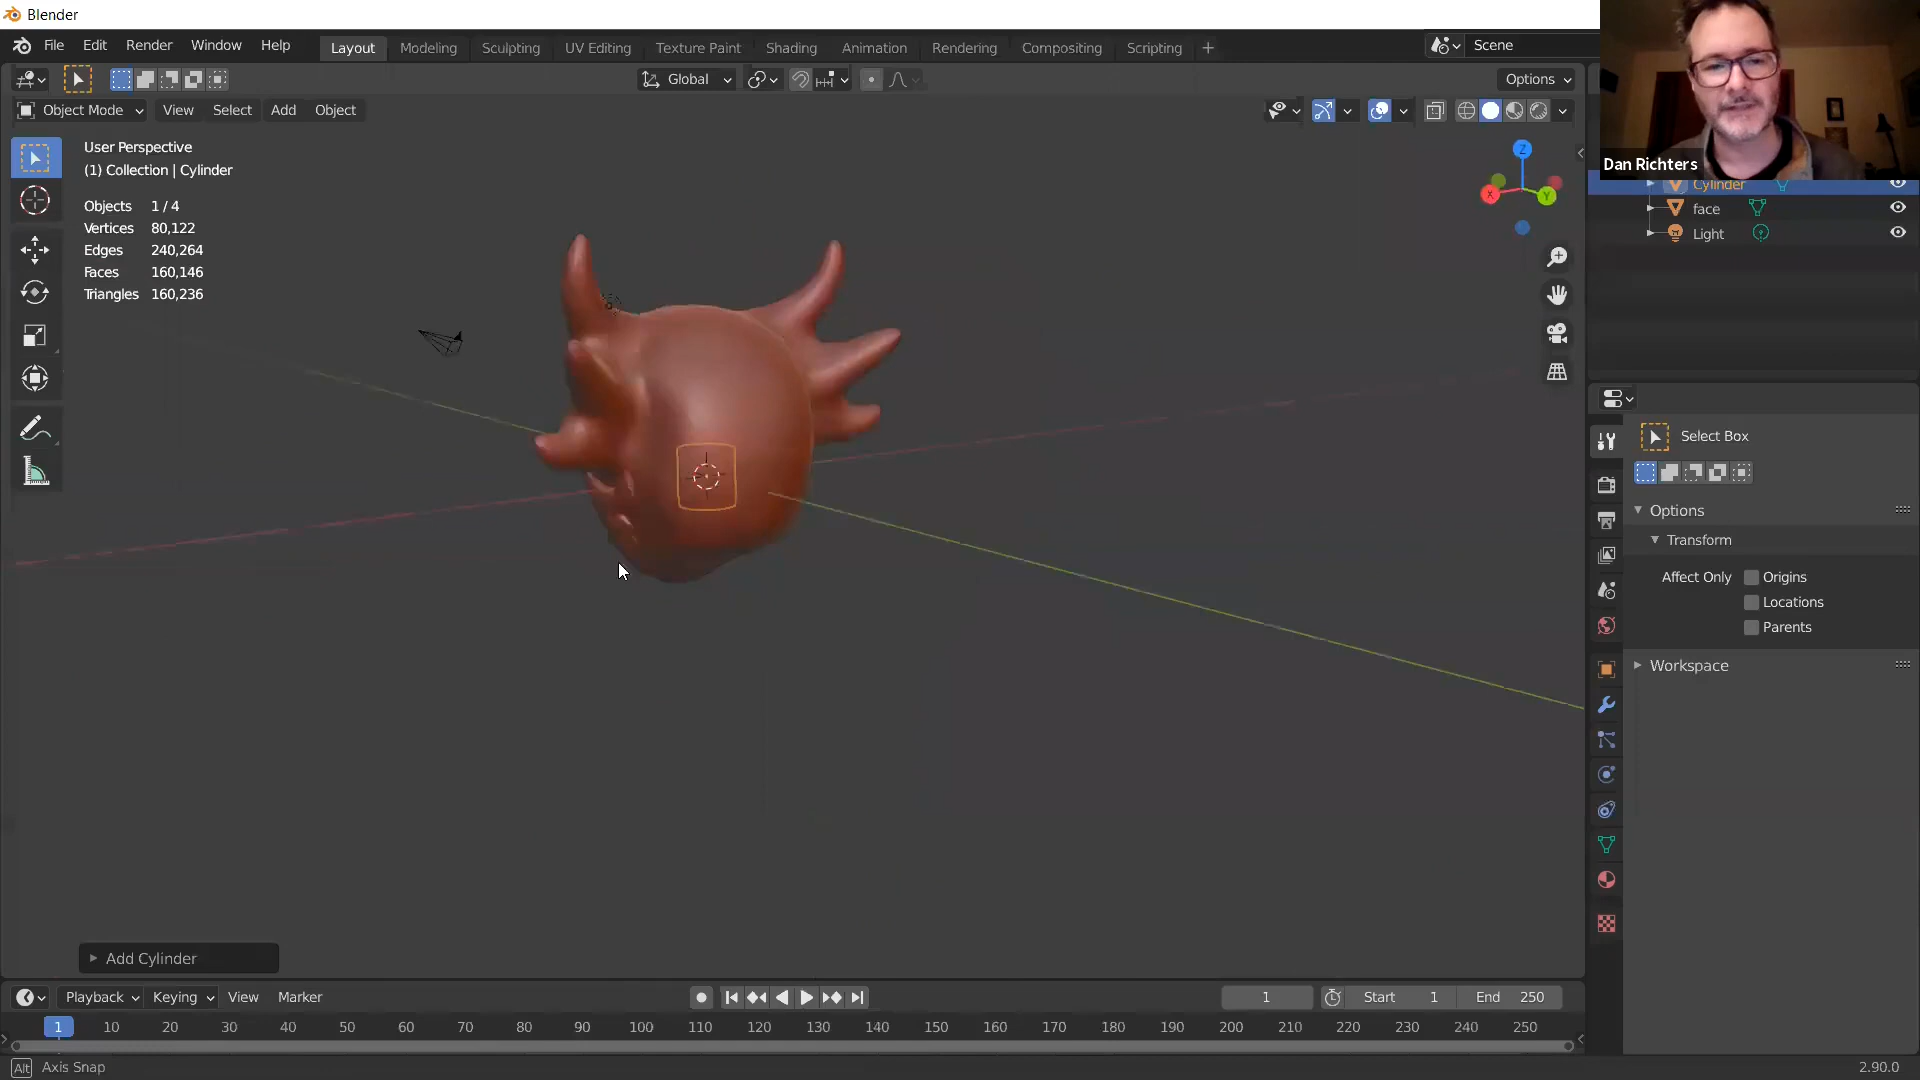 Blender
File Edit Render Window Help
Layout Modeling Sculpting UV Editing Texture Paint Shading Animation Rendering Compositing Scripting +
Scene
Global
Options
Object Mode View Select Add Object
Dan Richters
User Perspective
(1) Collection | Cylinder
Objects 1 / 4
Vertices 80,122
Edges 240,264
Faces 160,146
Triangles 160,236
Z
X
Y
Cylinder
face
Light
Select Box
Options
Transform
Affect Only Origins
Locations
Parents
Workspace
Add Cylinder
Playback Keying View Marker
1
Start 1
End 250
1 10 20 30 40 50 60 70 80 90 100 110 120 130 140 150 160 170 180 190 200 210 220 230 240 250
Alt Axis Snap
2.90.0